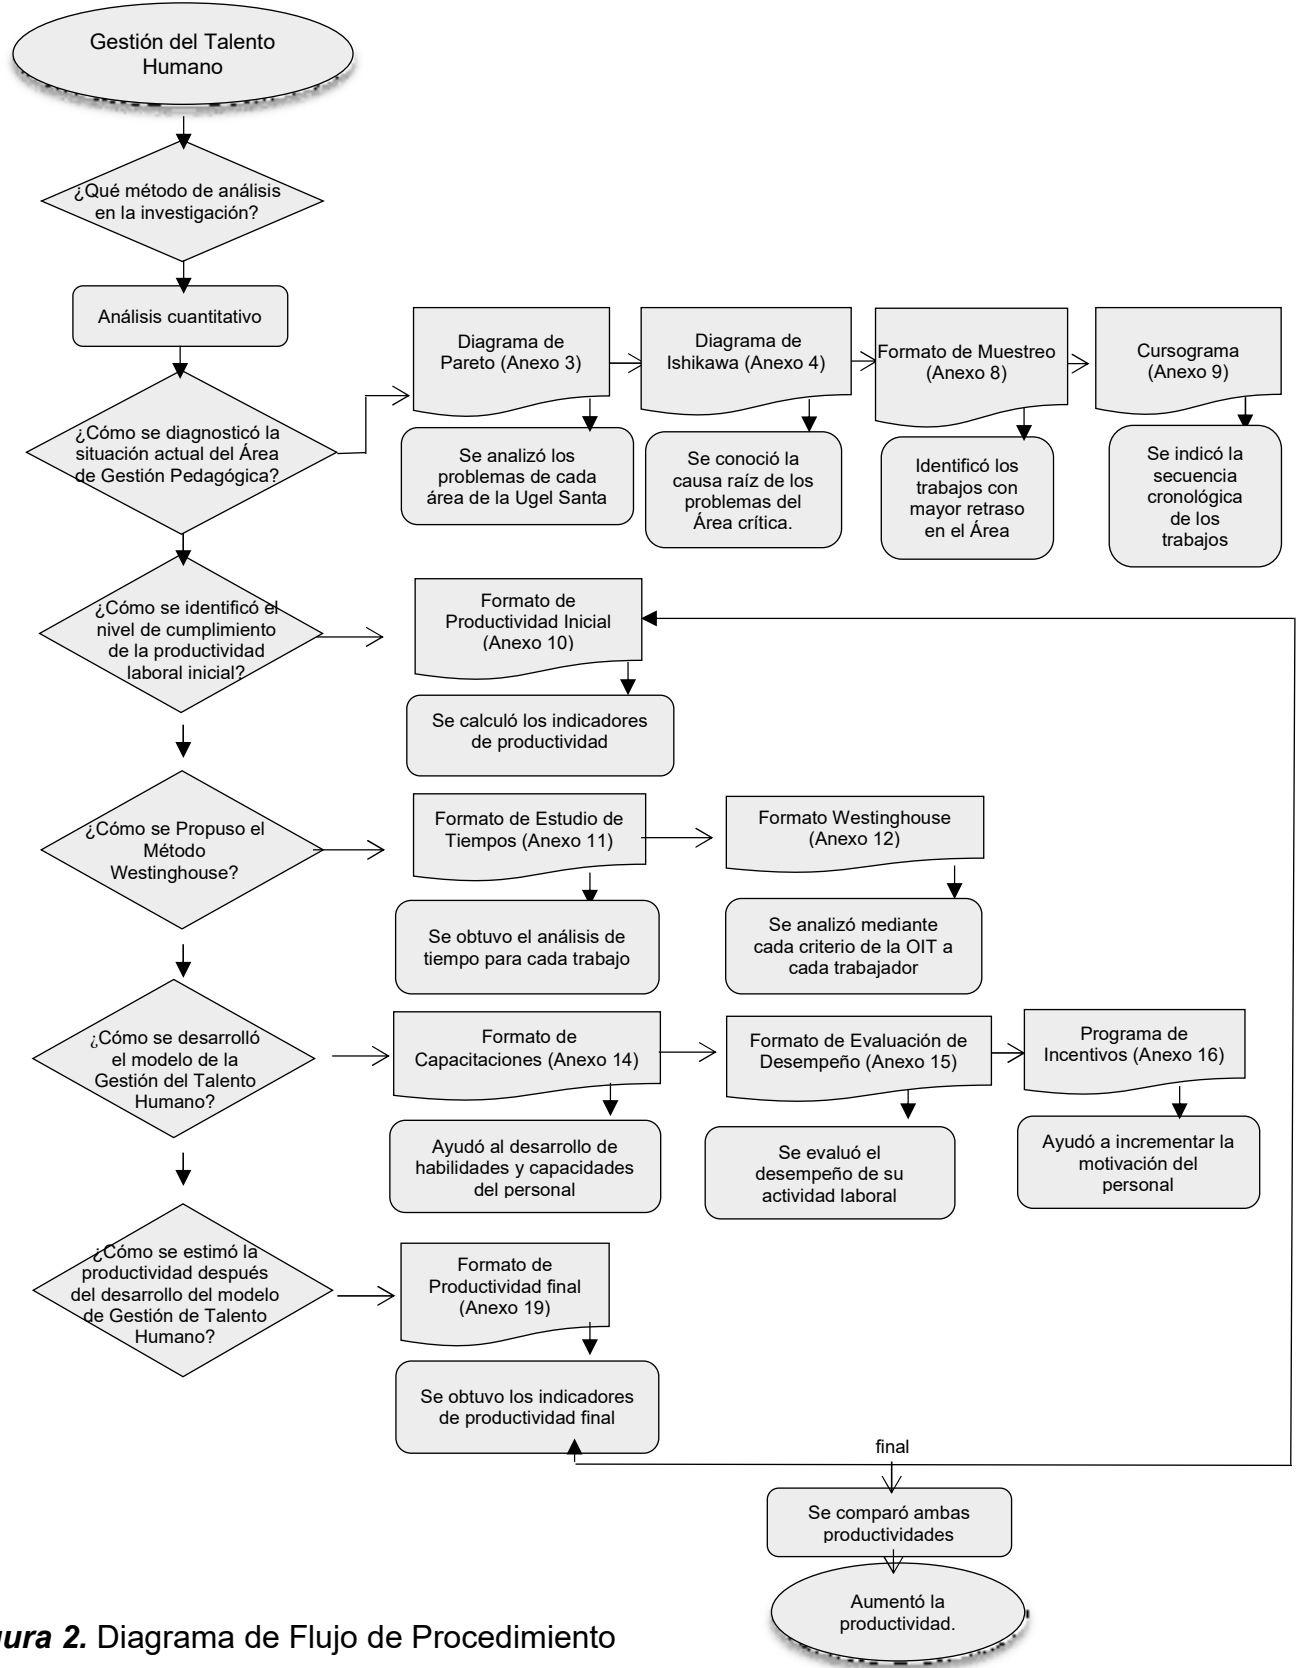 Gestión del Talento
Humano
¿Qué método de análisis
en la investigación?
Análisis cuantitativo
¿Cómo se diagnosticó la
situación actual del Área
de Gestión Pedagógica?
Diagrama de
Pareto (Anexo 3)
Diagrama de
Ishikawa (Anexo 4)
Formato de Muestreo
(Anexo 8)
Cursograma
(Anexo 9)
Se analizó los
problemas de cada
área de la Ugel Santa
Se conoció la
causa raíz de los
problemas del
Área crítica.
Identificó los
trabajos con
mayor retraso
en el Área
Se indicó la
secuencia
cronológica
de los
trabajos
¿Cómo se identificó el
nivel de cumplimiento
de la productividad
laboral inicial?
Formato de
Productividad Inicial
(Anexo 10)
Se calculó los indicadores
de productividad
¿Cómo se Propuso el
Método
Westinghouse?
Formato de Estudio de
Tiempos (Anexo 11)
Formato Westinghouse
(Anexo 12)
Se obtuvo el análisis de
tiempo para cada trabajo
Se analizó mediante
cada criterio de la OIT a
cada trabajador
¿Cómo se desarrolló
el modelo de la
Gestión del Talento
Humano?
Formato de
Capacitaciones (Anexo 14)
Formato de Evaluación de
Desempeño (Anexo 15)
Programa de
Incentivos (Anexo 16)
Ayudó al desarrollo de
habilidades y capacidades
del personal
Se evaluó el
desempeño de su
actividad laboral
Ayudó a incrementar la
motivación del
personal
¿Cómo se estimó la
productividad después
del desarrollo del modelo
de Gestión de Talento
Humano?
Formato de
Productividad final
(Anexo 19)
Se obtuvo los indicadores
de productividad final
final
Se comparó ambas
productividades
Aumentó la
productividad.
gura 2. Diagrama de Flujo de Procedimiento